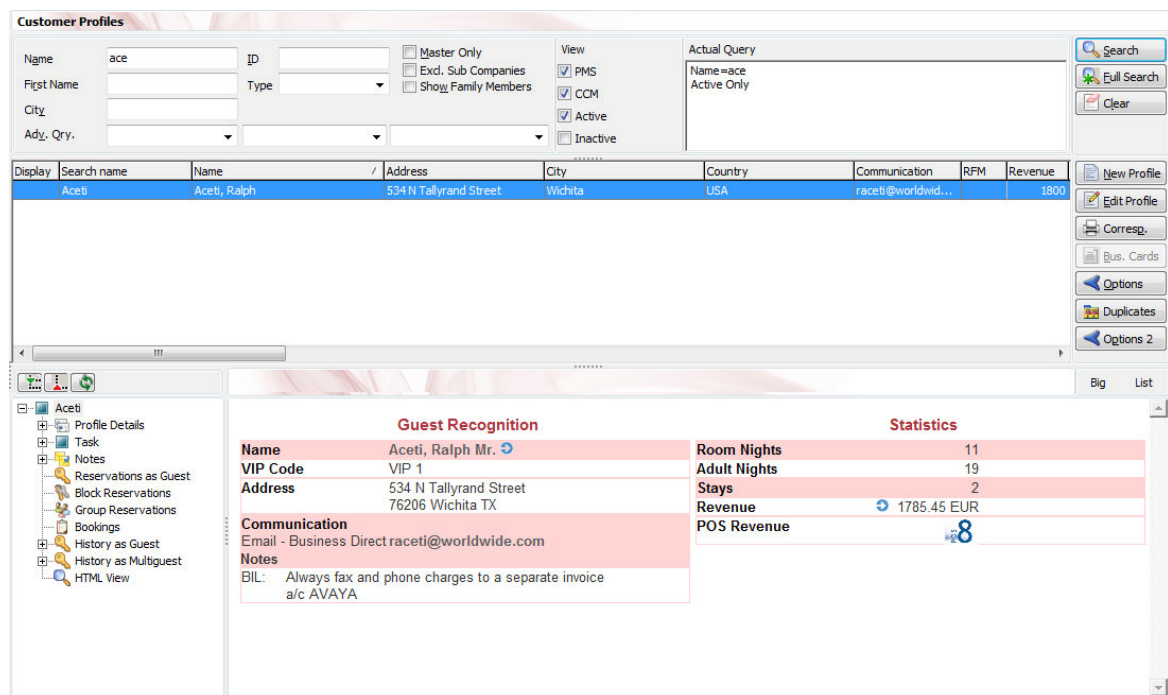 Customer Profiles
Name ace ID Master Only View Actual Query Search
Excl. Sub Companies PMS Name=ace
First Name Type Show Family Members CCM Active Only Full Search
City Active Clear
Adv. Qry. Inactive
Display Search name Name / Address City Country Communication RFM Revenue New Profile
Aceti Aceti, Ralph 534 N Tallyrand Street Wichita USA raceti@worldwid... 1800
Edit Profile
Corresp.
Bus. Cards
Options
Duplicates
Options 2
Big List
Aceti
Profile Details
Task
Notes
Reservations as Guest
Block Reservations
Group Reservations
Bookings
History as Guest
History as Multiguest
HTML View
Guest Recognition
Name Aceti, Ralph Mr.
VIP Code VIP 1
Address 534 N Tallyrand Street
76206 Wichita TX
Communication
Email - Business Direct raceti@worldwide.com
Notes
BIL: Always fax and phone charges to a separate invoice
a/c AVAYA
Statistics
Room Nights 11
Adult Nights 19
Stays 2
Revenue 1785.45 EUR
POS Revenue
8